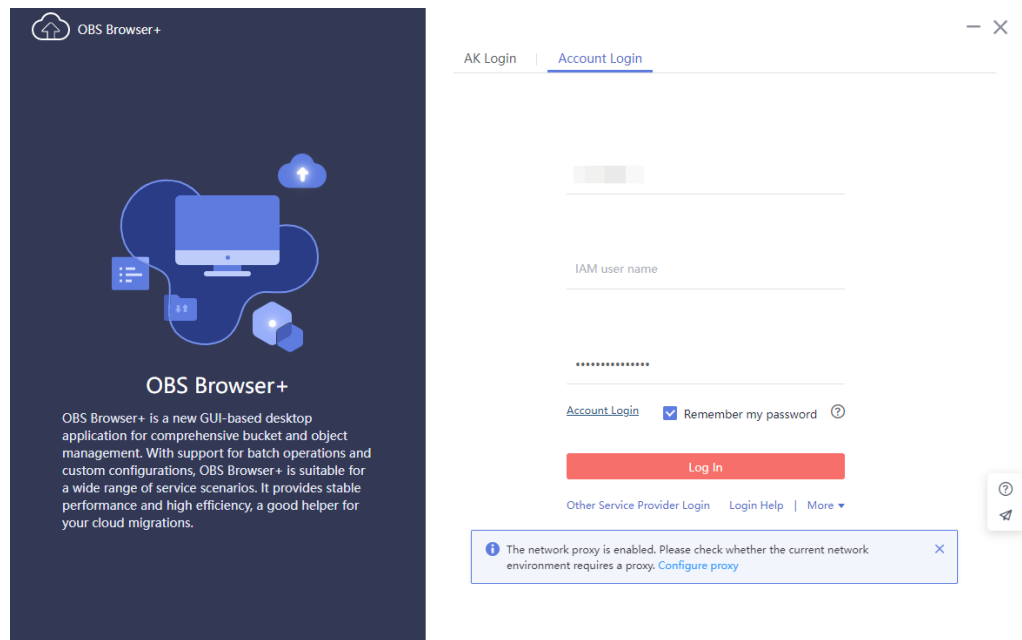 OBS Browser+
AK Login | Account Login
IAM user name
Account Login
Remember my password
Log In
Other Service Provider Login
Login Help | More
The network proxy is enabled. Please check whether the current network
environment requires a proxy. Configure proxy
OBS Browser+
OBS Browser+ is a new GUI-based desktop
application for comprehensive bucket and object
management. With support for batch operations and
custom configurations, OBS Browser+ is suitable for
a wide range of service scenarios. It provides stable
performance and high efficiency, a good helper for
your cloud migrations.